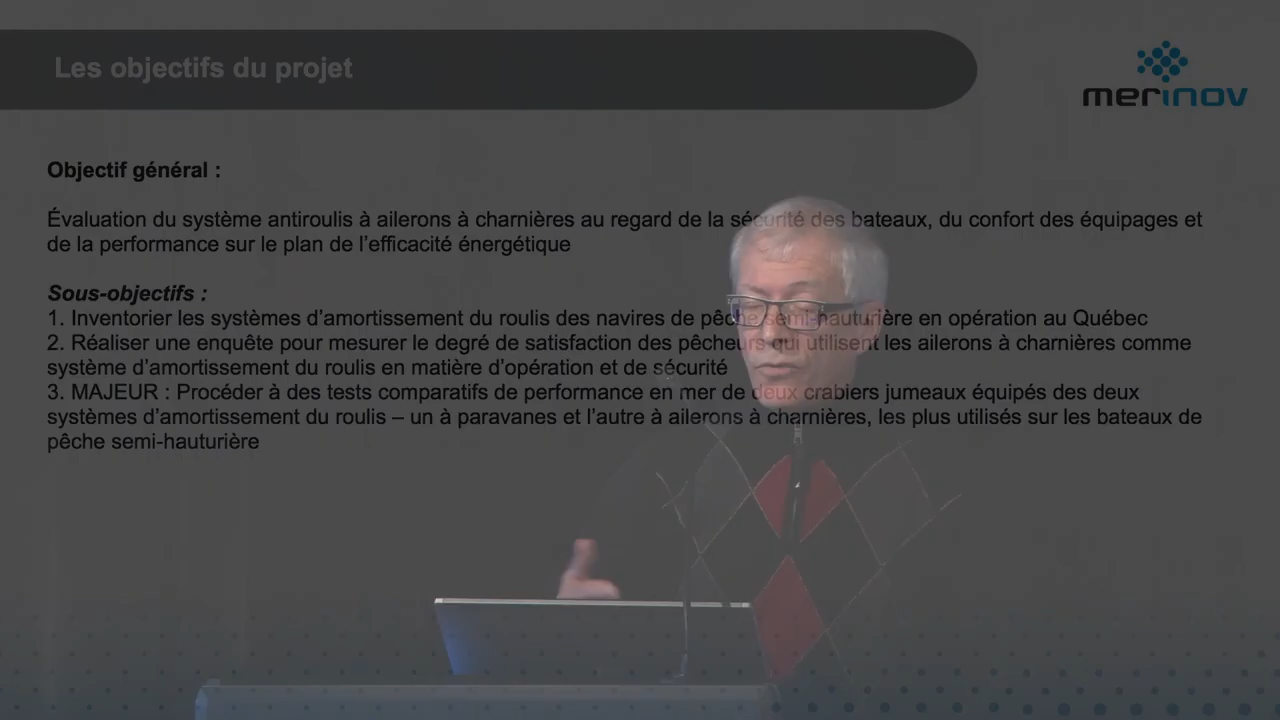 Les objectifs du projet
merinov
Objectif général :
Évaluation du système antiroulis à ailerons à charnières au regard de la sécurité des bateaux, du confort des équipages et
de la performance sur le plan de l’efficacité énergétique
Sous-objectifs :
1. Inventorier les systèmes d’amortissement du roulis des navires de pêche semi-hauturière en opération au Québec
2. Réaliser une enquête pour mesurer le degré de satisfaction des pêcheurs qui utilisent les ailerons à charnières comme
système d’amortissement du roulis en matière d’opération et de sécurité
3. MAJEUR : Procéder à des tests comparatifs de performance en mer de deux crabiers jumeaux équipés des deux
systèmes d’amortissement du roulis – un à paravanes et l’autre à ailerons à charnières, les plus utilisés sur les bateaux de
pêche semi-hauturière